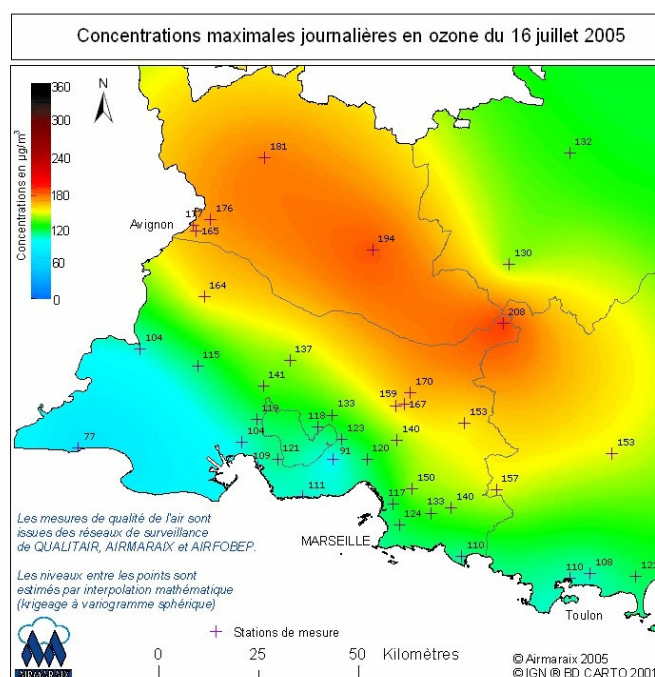 Concentrations maximales journalières en ozone du 16 juillet 2005
Concentrations en µg/m³
360
300
240
180
120
60
0
N
181
132
Avignon
176
165
194
130
164
208
104
115
137
141
170
159
167
119
118
133
153
77
104
123
140
153
109
121
91
120
111
150
157
117
133
140
124
MARSEILLE
110
110
108
Toulon
Les mesures de qualité de l'air sont
issues des réseaux de surveillance
de QUALITAIR, AIRMARAIX et AIRFOBEP.
Les niveaux entre les points sont
estimés par interpolation mathématique
(krigeage à variogramme sphérique)
Stations de mesure
0 25 50 Kilomètres
AIRMARAIX
© Airmaraix 2005
© IGN ® BD CARTO 2001